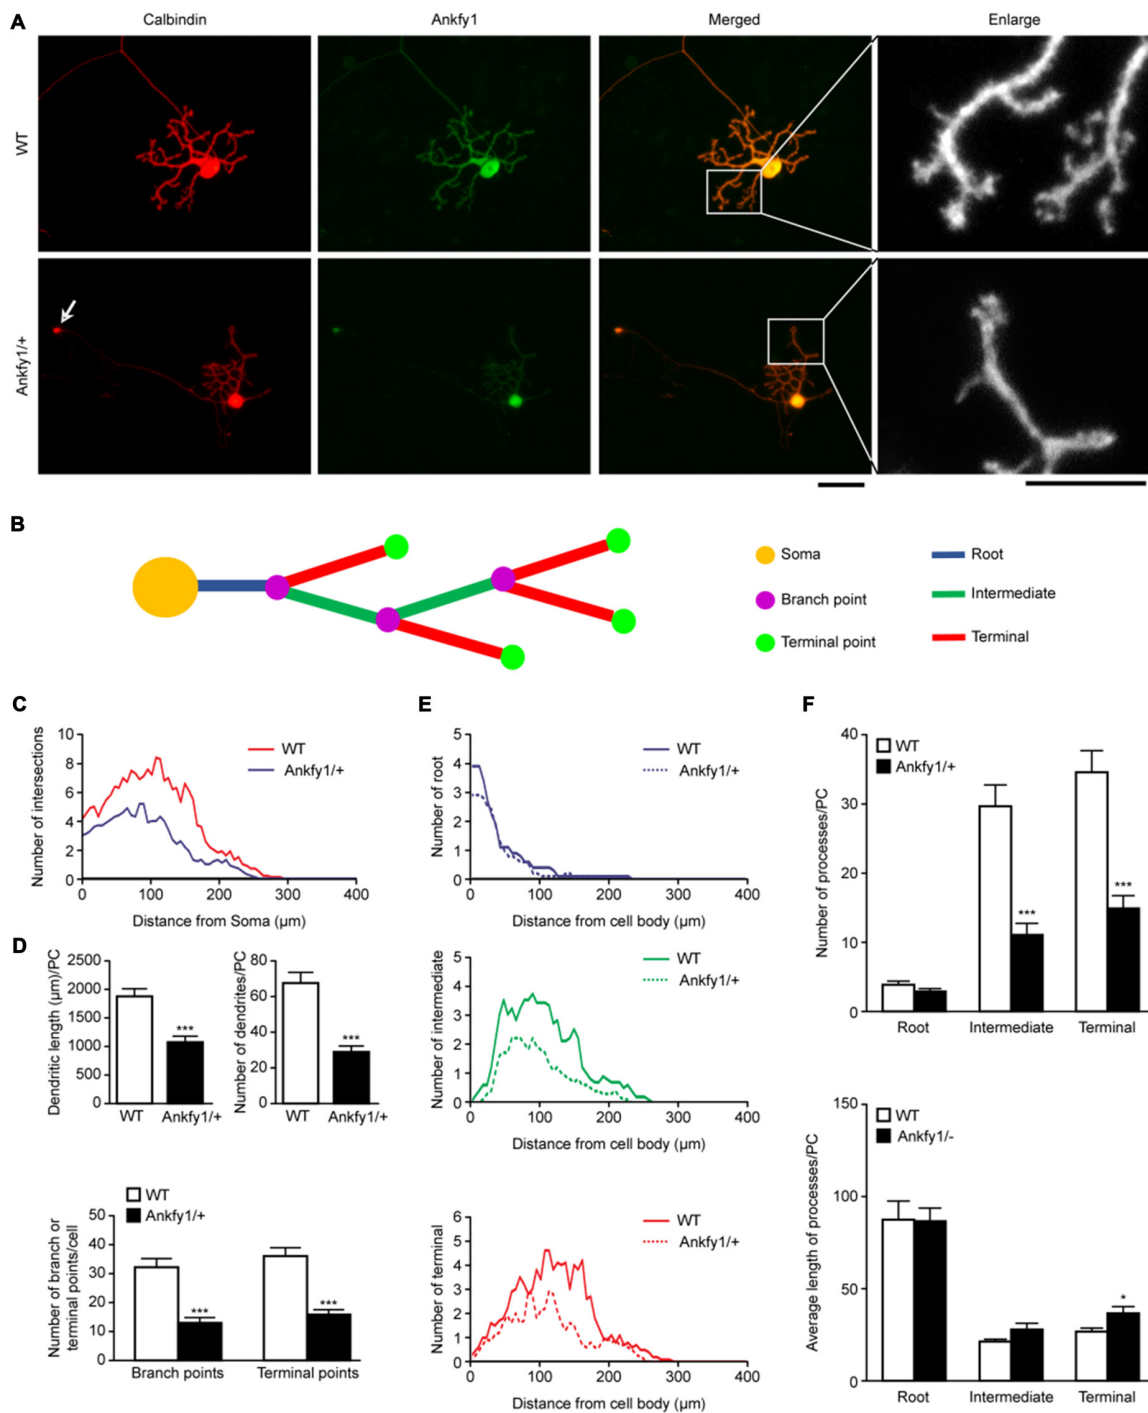 A
Calbindin
Ankfy1
Merged
Enlarge
WT
Ankfy1/+
B
Soma
Root
Branch point
Intermediate
Terminal point
Terminal
C
Number of intersections
10
8
6
4
2
0
WT
Ankfy1/+
0
100
200
300
400
Distance from Soma (µm)
D
Dendritic length (µm)/PC
2500
2000
1500
1000
500
0
***
WT
Ankfy1/+
Number of dendrites/PC
80
60
40
20
0
***
WT
Ankfy1/+
WT
Ankfy1/+
Number of branch or
terminal points/cell
50
40
30
20
10
0
***
***
Branch points
Terminal points
E
Number of root
5
4
3
2
1
0
WT
Ankfy1/+
0
100
200
300
400
Distance from cell body (µm)
Number of intermediate
5
4
3
2
1
0
WT
Ankfy1/+
0
100
200
300
400
Distance from cell body (µm)
Number of terminal
6
5
4
3
2
1
0
WT
Ankfy1/+
0
100
200
300
400
Distance from cell body (µm)
F
Number of processes/PC
40
30
20
10
0
WT
Ankfy1/+
***
***
Root
Intermediate
Terminal
Average length of processes/PC
150
100
50
0
WT
Ankfy1/-
*
Root
Intermediate
Terminal